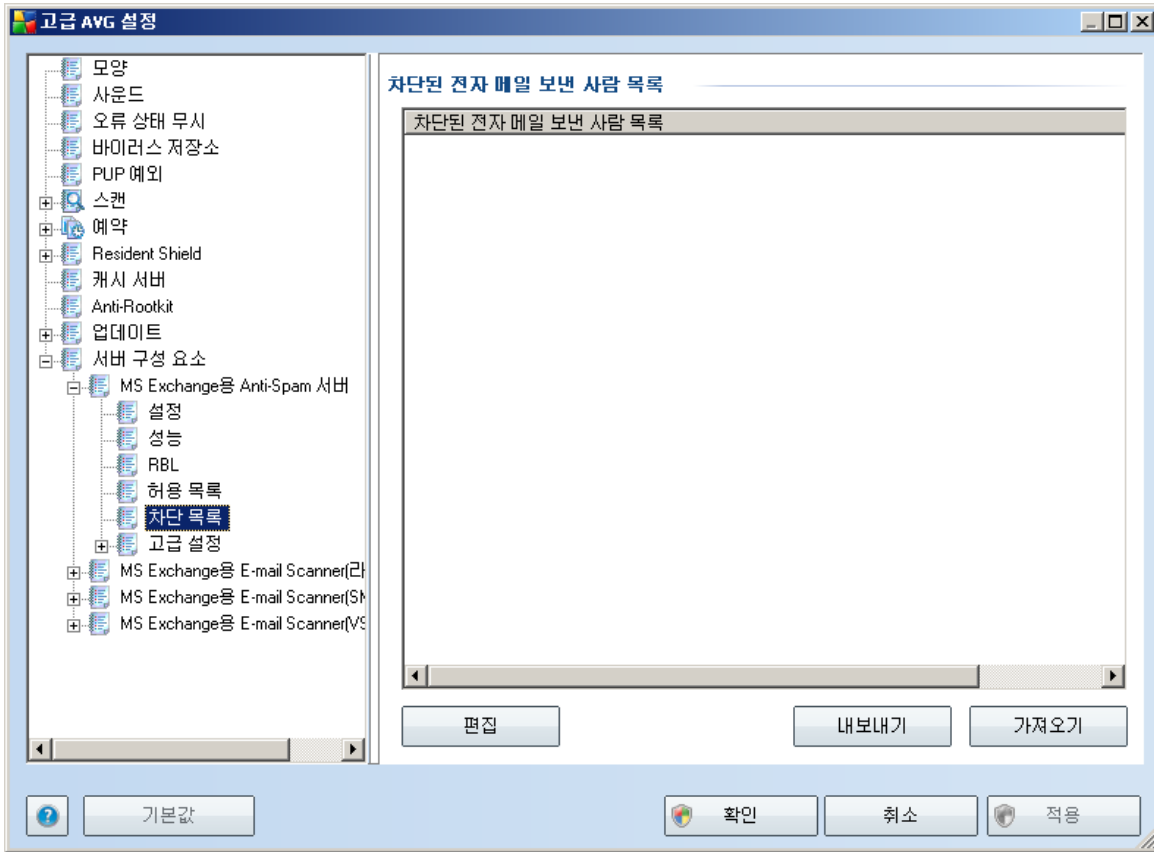 고급 AVG 설정
모양
사운드
오류 상태 무시
바이러스 저장소
PUP 예외
스캔
예약
Resident Shield
캐시 서버
Anti-Rootkit
업데이트
서버 구성 요소
MS Exchange용 Anti-Spam 서버
설정
성능
RBL
허용 목록
차단 목록
고급 설정
MS Exchange용 E-mail Scanner(라
MS Exchange용 E-mail Scanner(SM
MS Exchange용 E-mail Scanner(VS
차단된 전자 메일 보낸 사람 목록
차단된 전자 메일 보낸 사람 목록
편집
내보내기
가져오기
기본값
확인
취소
적용